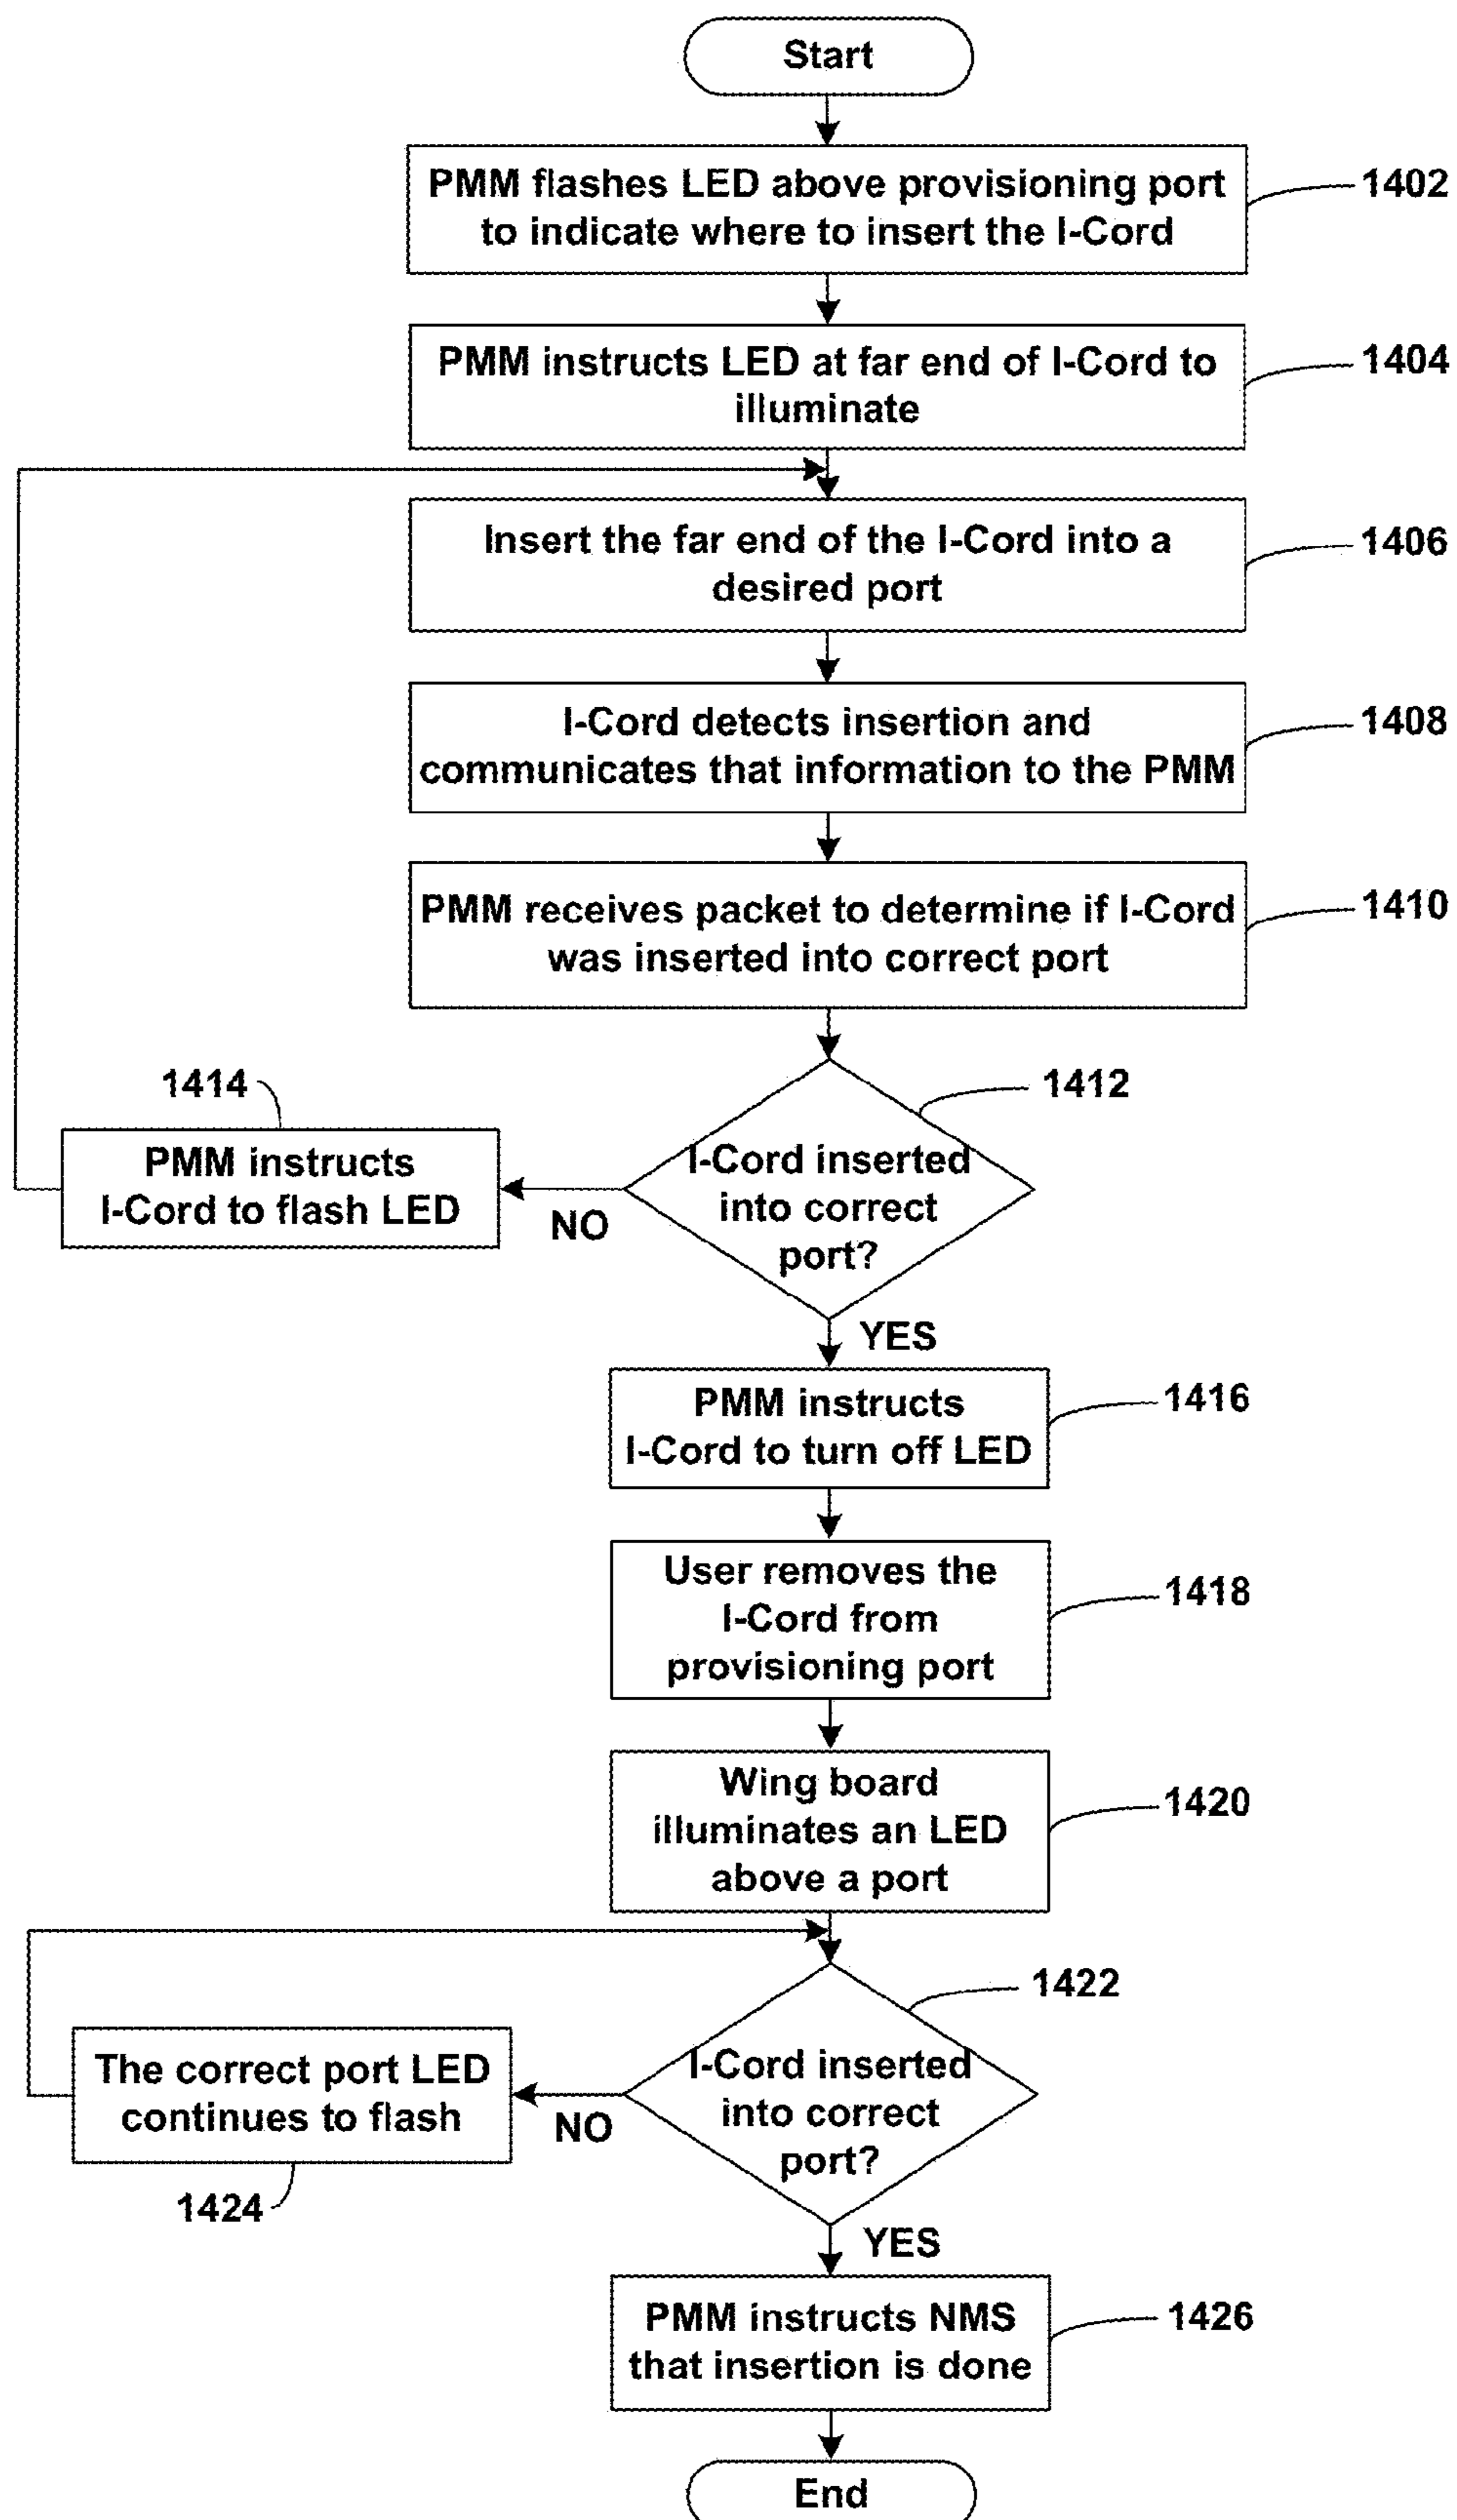 Start
PMM flashes LED above provisioning port
to indicate where to insert the I-Cord
1402
PMM instructs LED at far end of I-Cord to
illuminate
1404
Insert the far end of the I-Cord into a
desired port
1406
I-Cord detects insertion and
communicates that information to the PMM
1408
PMM receives packet to determine if I-Cord
was inserted into correct port
1410
1414
1412
PMM instructs
I-Cord to flash LED
NO
I-Cord inserted
into correct
port?
YES
PMM instructs
I-Cord to turn off LED
1416
User removes the
I-Cord from
provisioning port
1418
Wing board
illuminates an LED
above a port
1420
1422
The correct port LED
continues to flash
NO
I-Cord inserted
into correct
port?
1424
YES
PMM instructs NMS
that insertion is done
1426
End